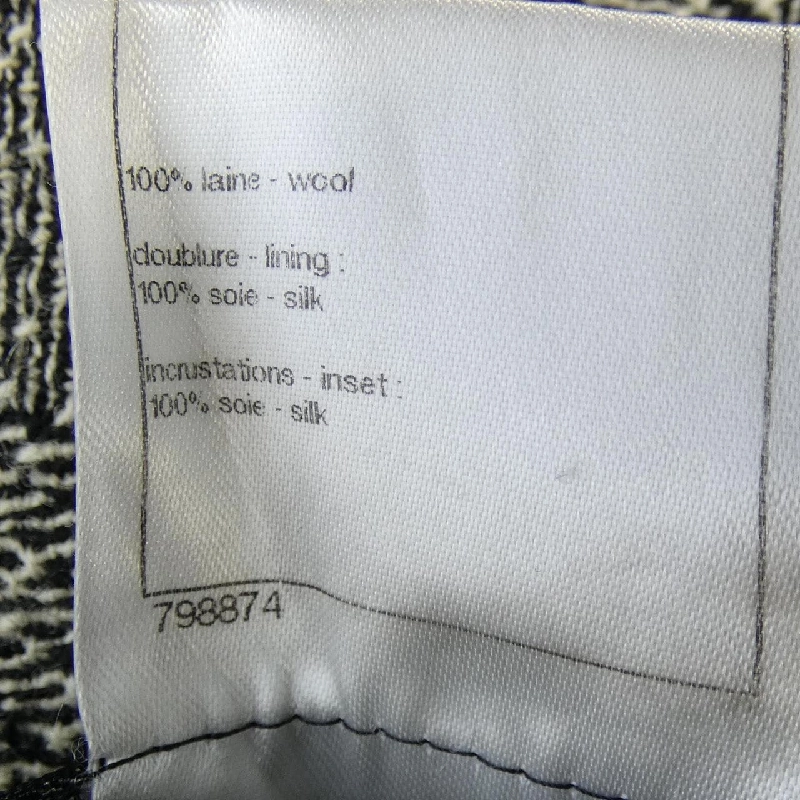 100% laine - wool
doublure - lining :
100% soie - silk
incrustations - inset :
100% soie - silk
798874